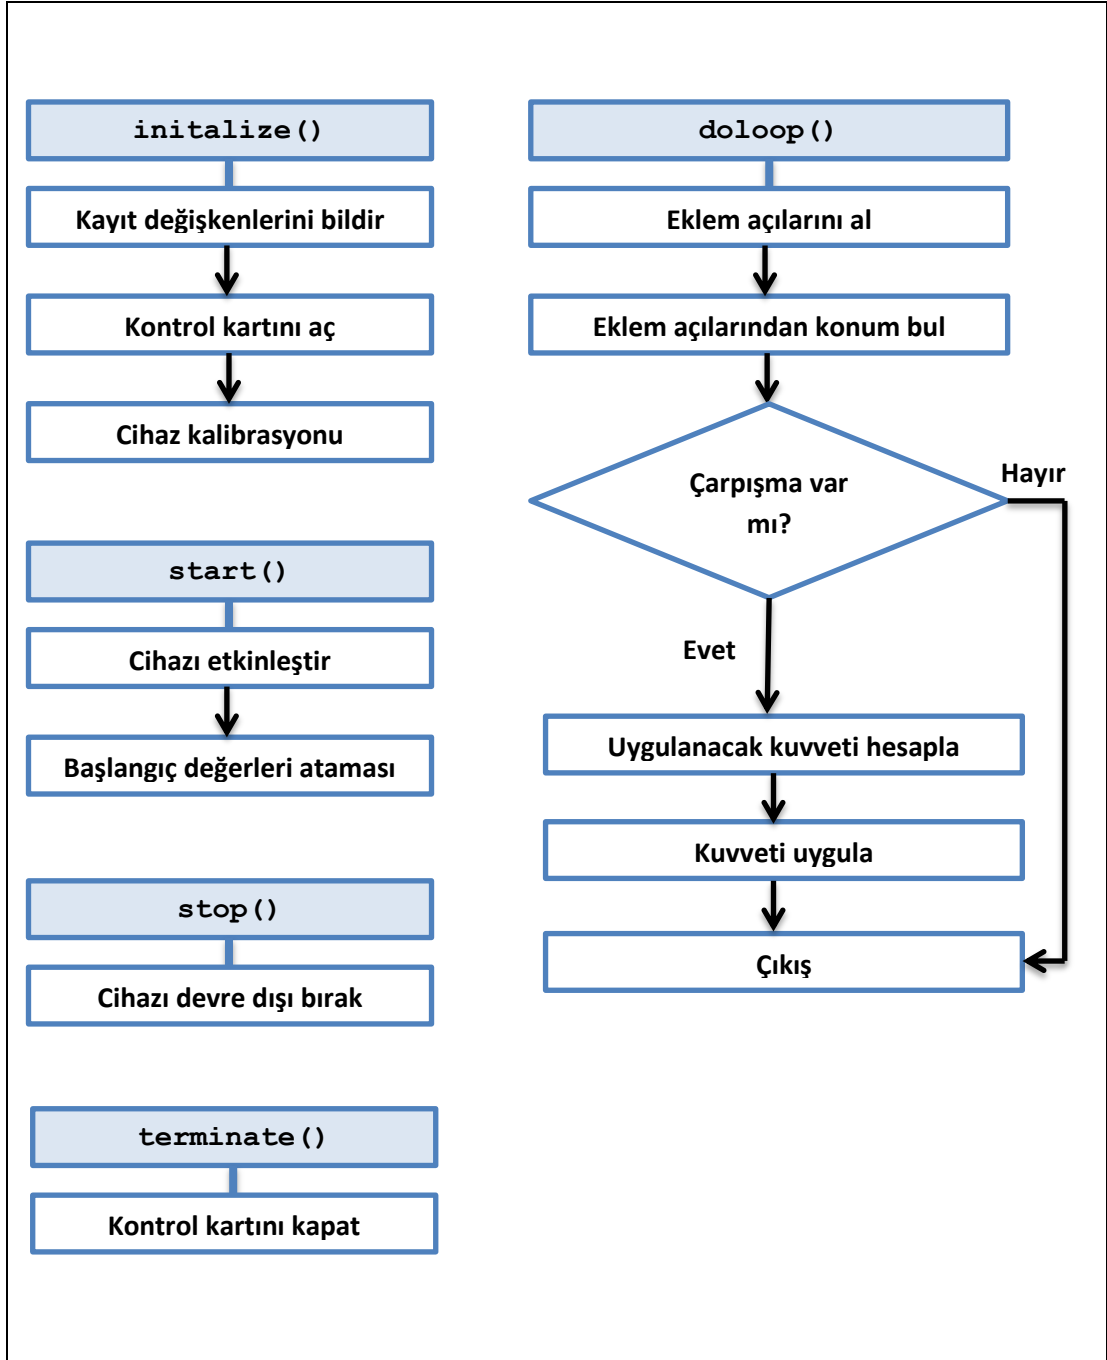 initalize()
Kayıt değişkenlerini bildir
Kontrol kartını aç
Cihaz kalibrasyonu
start()
Cihazı etkinleştir
Başlangıç değerleri ataması
stop()
Cihazı devre dışı bırak
terminate()
Kontrol kartını kapat
doloop()
Eklem açılarını al
Eklem açılarından konum bul
Çarpışma var
mı?
Hayır
Evet
Uygulanacak kuvveti hesapla
Kuvveti uygula
Çıkış